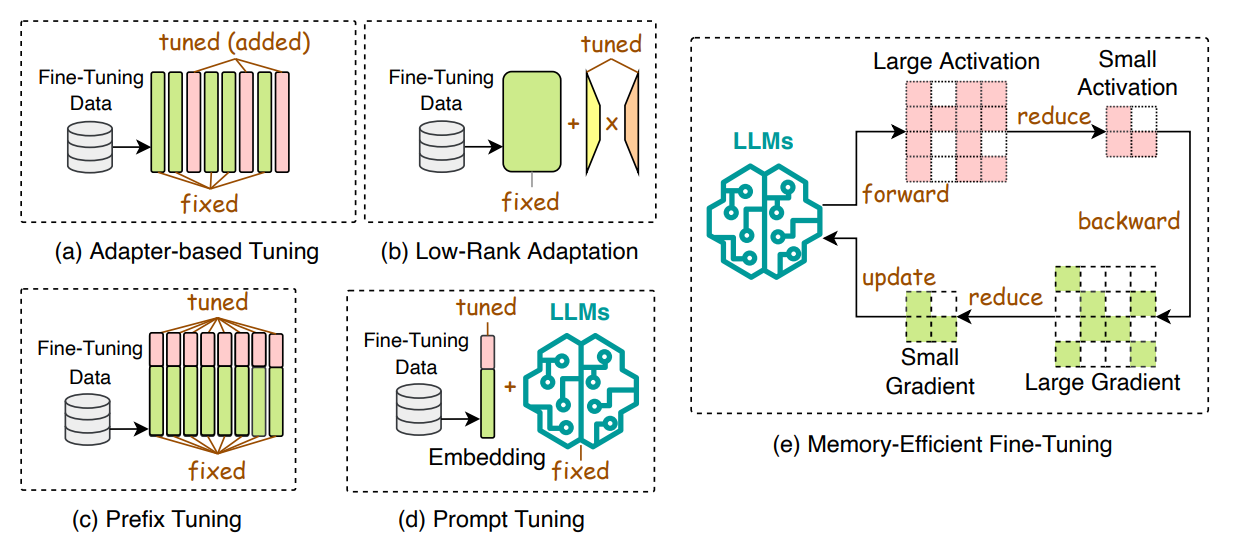 tuned (added)
Fine-Tuning
Data
fixed
(a) Adapter-based Tuning
tuned
Fine-Tuning
Data
+
x
fixed
(b) Low-Rank Adaptation
tuned
Fine-Tuning
Data
fixed
(c) Prefix Tuning
tuned
LLMs
Fine-Tuning
Data
+
Embedding
fixed
(d) Prompt Tuning
Large Activation
Small
Activation
reduce
LLMs
forward
backward
update
reduce
Small
Gradient
Large Gradient
(e) Memory-Efficient Fine-Tuning